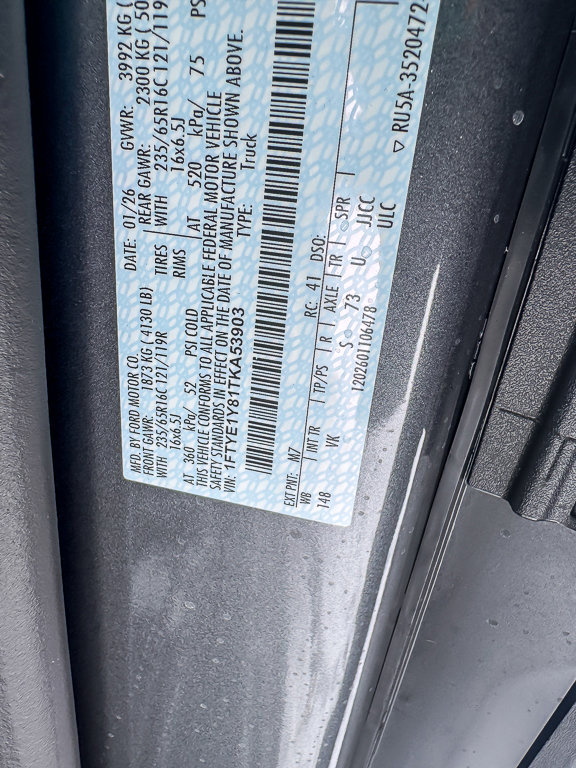 MFD. BY FORD MOTOR CO.
DATE: 01/26 GVWR: 3992 KG (
FRONT GAWR: 1873 KG ( 4130 LB)
REAR GAWR: 2300 KG ( 50
WITH 235/65R16C 121/119R TIRES
WITH 235/65R16C 121/119
16x6.5J RIMS 16x6.5J
AT 360 kPa/ 52 PSI COLD AT 520 kPa/ 75 PS
THIS VEHICLE CONFORMS TO ALL APPLICABLE FEDERAL MOTOR VEHICLE
SAFETY STANDARDS IN EFFECT ON THE DATE OF MANUFACTURE SHOWN ABOVE.
VIN: 1FTYE1Y81TKA53903 TYPE: Truck
EXT PNT: M7 RC: 41 DSO:
WB INT TR TP/PS R AXLE TR SPR
148 VK S 73 U JJCC
1202601106478 ULC
RU5A-3520472-